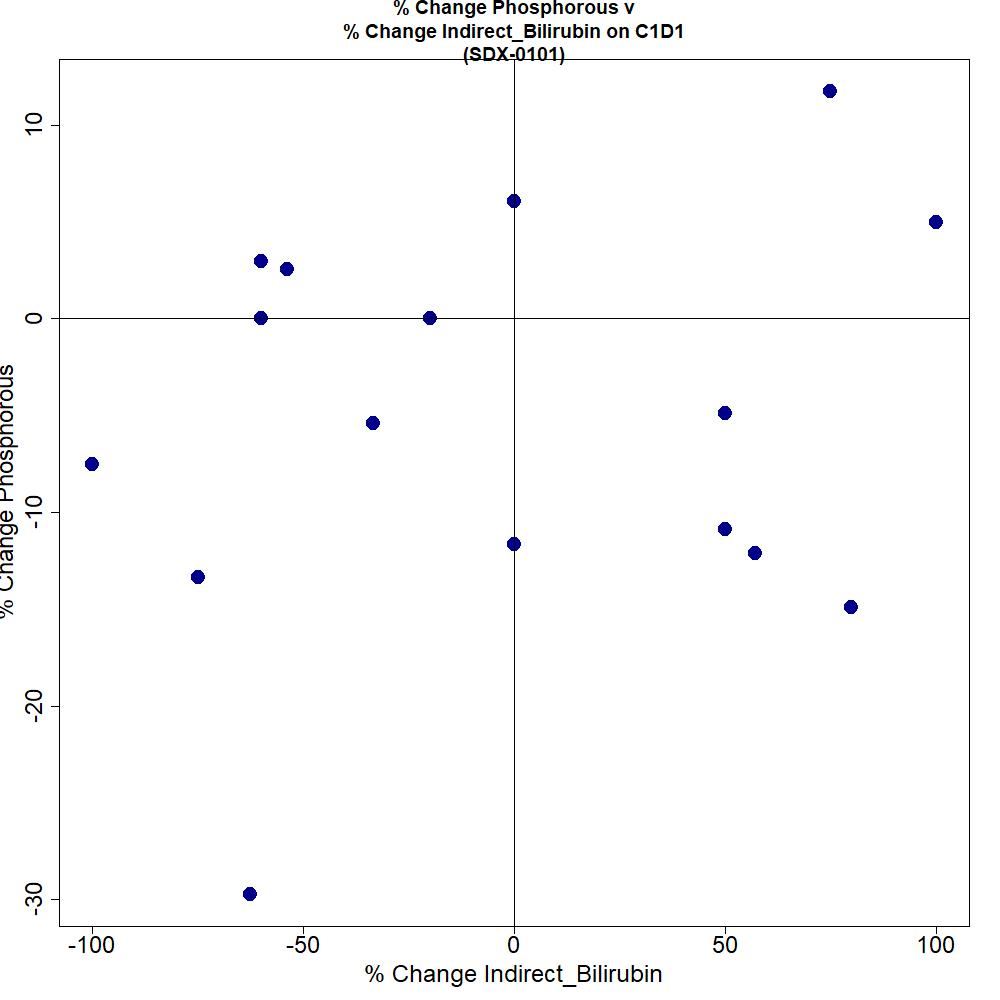 % Change Phosphorous v
% Change Indirect_Bilirubin on C1D1
(SDX-0101)
% Change Phosphorous
10
0
-10
-20
-30
-100 -50 0 50 100
% Change Indirect_Bilirubin